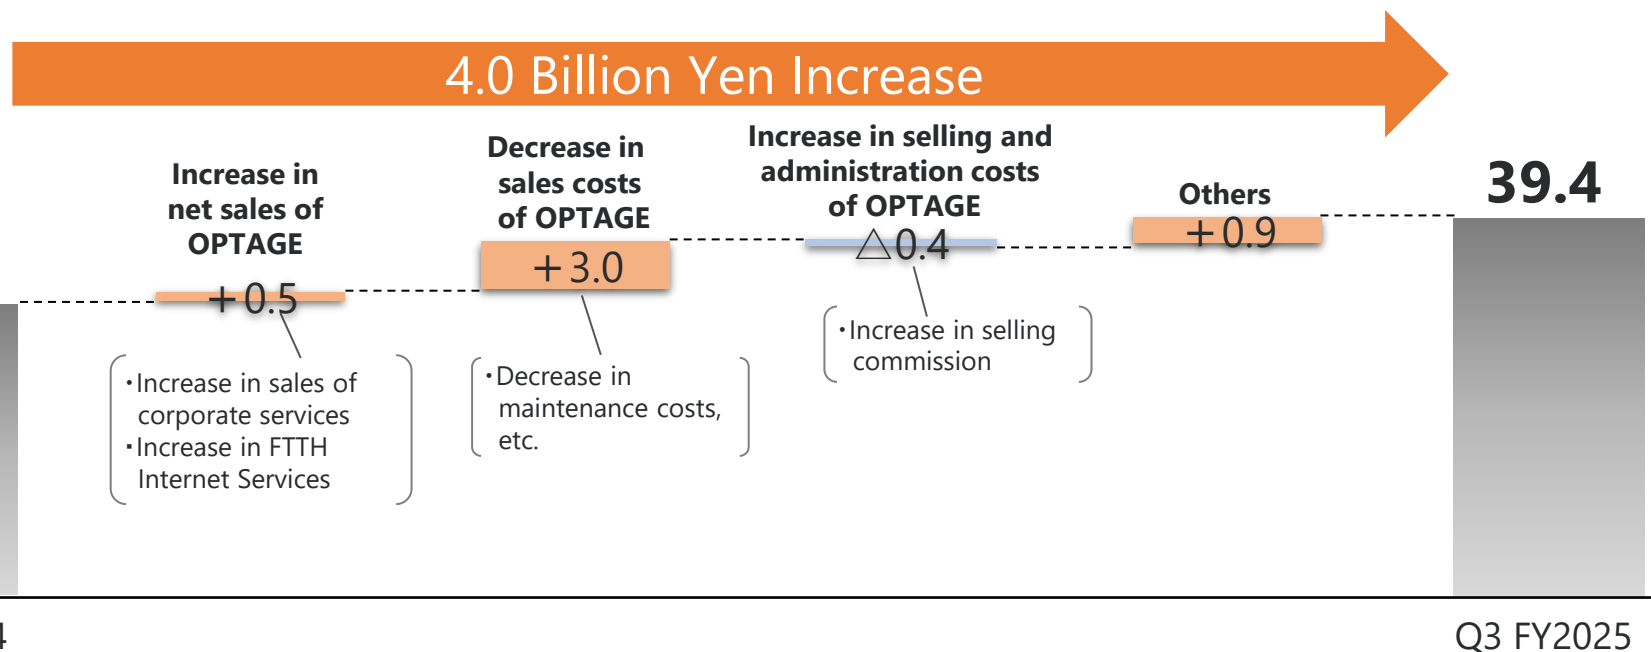 4.0 Billion Yen Increase
Increase in
net sales of
OPTAGE
+0.5
・Increase in sales of
corporate services
・Increase in FTTH
Internet Services
Decrease in
sales costs
of OPTAGE
+3.0
・Decrease in
maintenance costs,
etc.
Increase in selling and
administration costs
of OPTAGE
△0.4
・Increase in selling
commission
Others
+0.9
39.4
4
Q3 FY2025